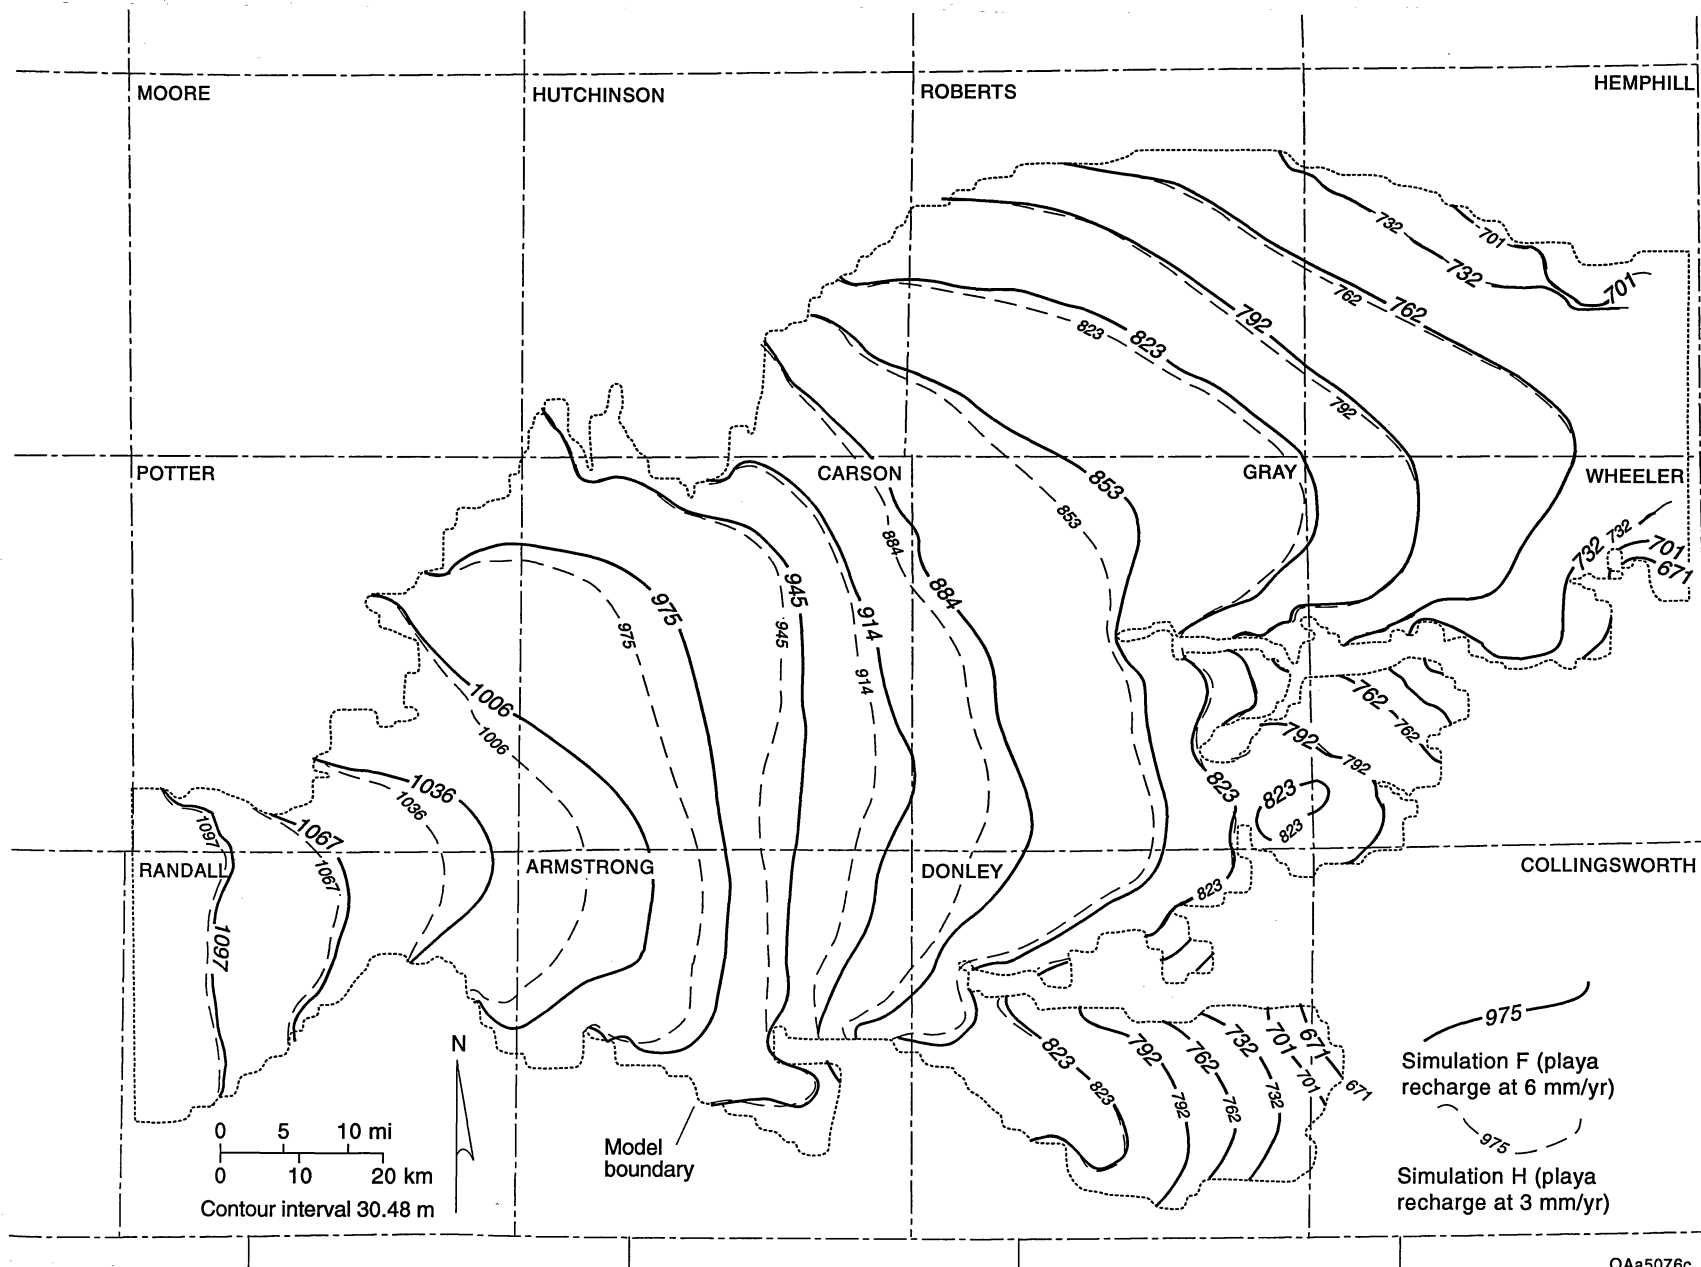 MOORE
HUTCHINSON
ROBERTS
HEMPHILL
732
701
732
701
762
762
792
792
823
823
POTTER
CARSON
GRAY
WHEELER
853
853
884
884
732
732
701
671
945
945
914
914
975
975
1006
1006
1036
1036
1067
1067
1097
1097
762
762
792
792
823
823
823
823
RANDALL
ARMSTRONG
DONLEY
COLLINGSWORTH
823
823
792
792
762
762
732
732
701
701
671
671
975
Simulation F (playa
recharge at 6 mm/yr)
975
Simulation H (playa
recharge at 3 mm/yr)
N
Model
boundary
0 5 10 mi
0 10 20 km
Contour interval 30.48 m
QAa5076c